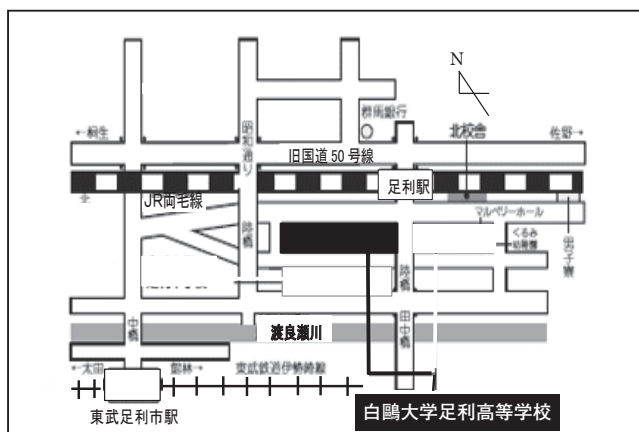 N
群馬銀行
北校舎
←桐生
昭和通り
佐野→
旧国道50号線
足利駅
JR両毛線
マルベリーホール
跨橋
くるみ
幼稚園
男子寮
跨橋
中橋
渡良瀬川
田中橋
←太田
館林→
東武鉄道伊勢崎線
東武足利市駅
白鷗大学足利高等学校